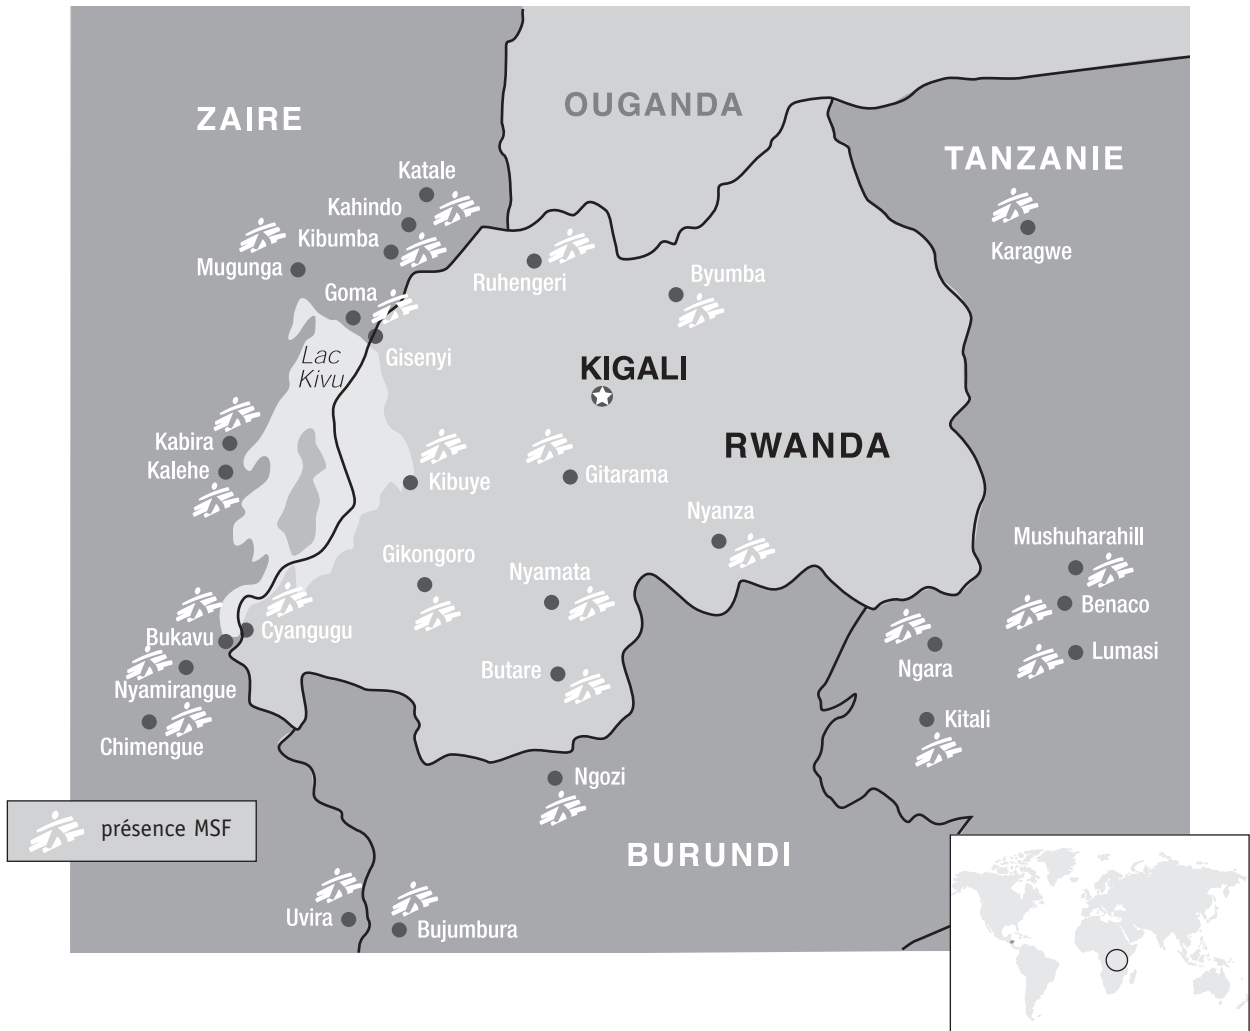 OUGANDA
ZAIRE
TANZANIE
Katale
Kahindo
Kibumba
Mugunga
Karagwe
Ruhengeri
Byumba
Goma
Gisenyi
Lac
Kivu
KIGALI
RWANDA
Kabira
Kalehe
Kibuye
Gitarama
Nyanza
Mushuharahill
Gikongoro
Nyamata
Benaco
Bukavu
Cyangugu
Lumasi
Ngara
Butare
Nyamirangue
Chimengue
Kitali
Ngozi
présence MSF
BURUNDI
Uvira
Bujumbura